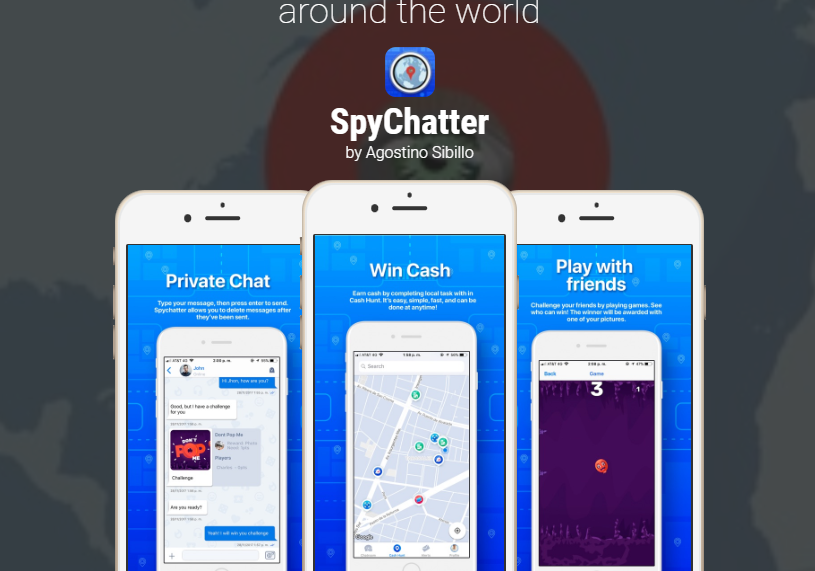 around the world
SpyChatter
by Agostino Sibillo
Private Chat
Type your message, then press enter to send.
Spychatter allows you to delete messages after
they've been sent.
John
Hi Jhon, how are you?
Good, but I have a challenge
for you
DON'T
POP
ME
Challenge
Players
Are you ready?
Yeah! I will win you challenge
Win Cash
Earn cash by completing local task with in
Cash Hunt. It's easy, simple, fast, and can be
done at anytime!
Search
Google
Play with
friends
Challenge your friends by playing games. See
who can win! The winner will be awarded with
one of your pictures.
Back
Game
3
1